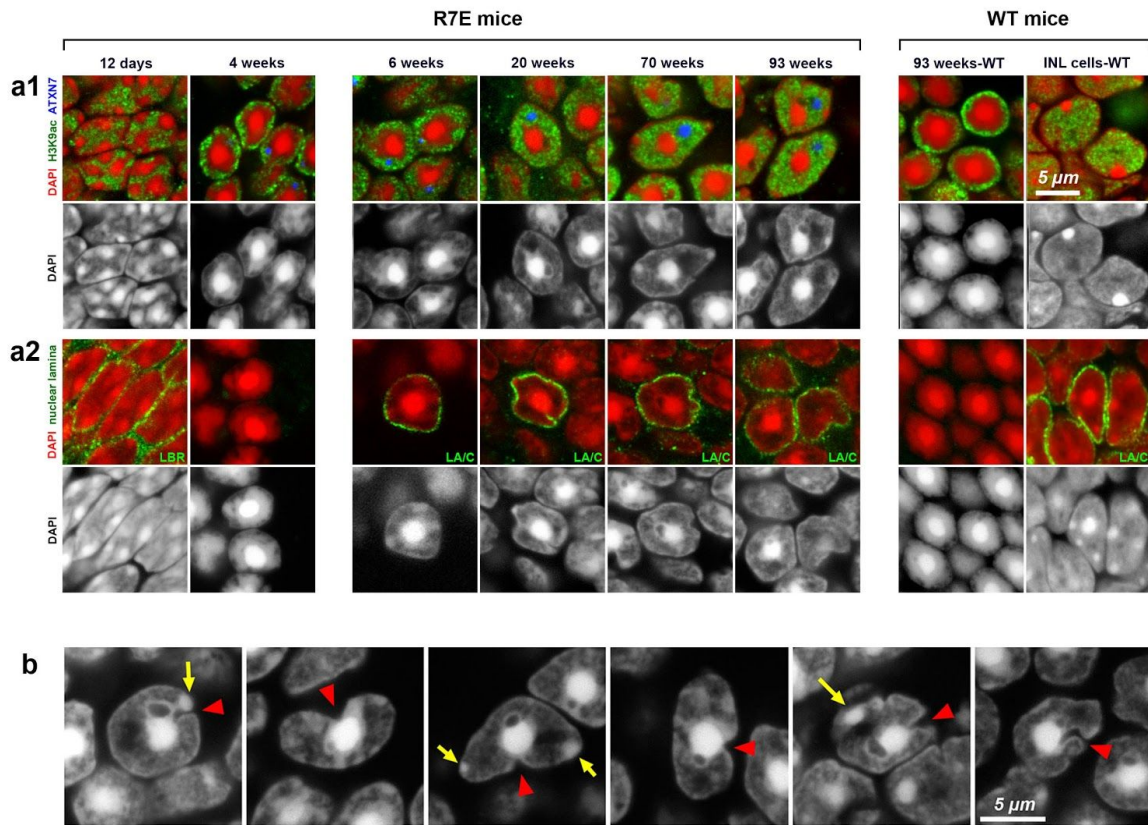 R7E mice WT mice
12 days 4 weeks 6 weeks 20 weeks 70 weeks 93 weeks 93 weeks-WT INL cells-WT
a1
DAPI H3K9ac ATXN7
5 µm
DAPI
a2
DAPI nuclear lamina
LBR LA/C LA/C LA/C LA/C LA/C LA/C
DAPI
b
5 µm